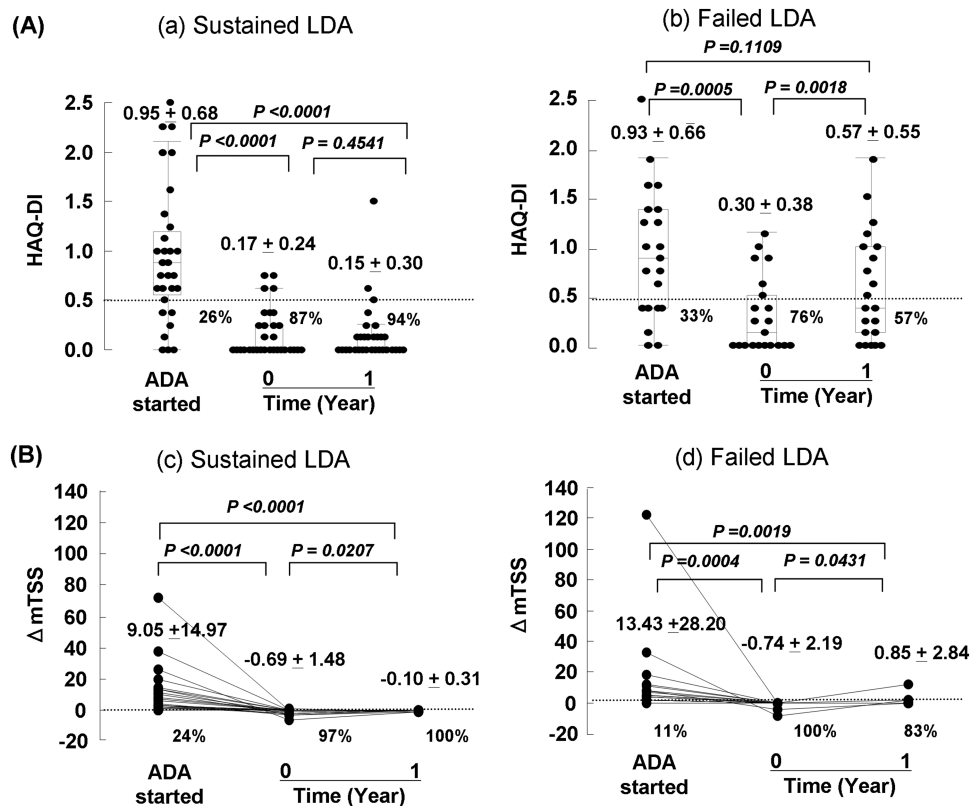 (A)
(a) Sustained LDA
HAQ-DI
2.5
2.0
1.5
1.0
0.5
0.0
0.95 ± 0.68
P <0.0001
P <0.0001
P = 0.4541
0.17 ± 0.24
0.15 ± 0.30
26%
87%
94%
ADA
started
0
1
Time (Year)
(b) Failed LDA
P =0.1109
P =0.0005
P = 0.0018
HAQ-DI
2.5
2.0
1.5
1.0
0.5
0.0
0.93 ± 0.66
0.57 ± 0.55
0.30 ± 0.38
33%
76%
57%
ADA
started
0
1
Time (Year)
(B)
(c) Sustained LDA
Δ mTSS
140
120
100
80
60
40
20
0
-20
P <0.0001
P <0.0001
P = 0.0207
9.05 ±14.97
-0.69 ± 1.48
-0.10 ± 0.31
24%
97%
100%
ADA
started
0
1
Time (Year)
(d) Failed LDA
Δ mTSS
140
120
100
80
60
40
20
0
-20
P =0.0019
P =0.0004
P = 0.0431
13.43 ±28.20
-0.74 ± 2.19
0.85 ± 2.84
11%
100%
83%
ADA
started
0
1
Time (Year)